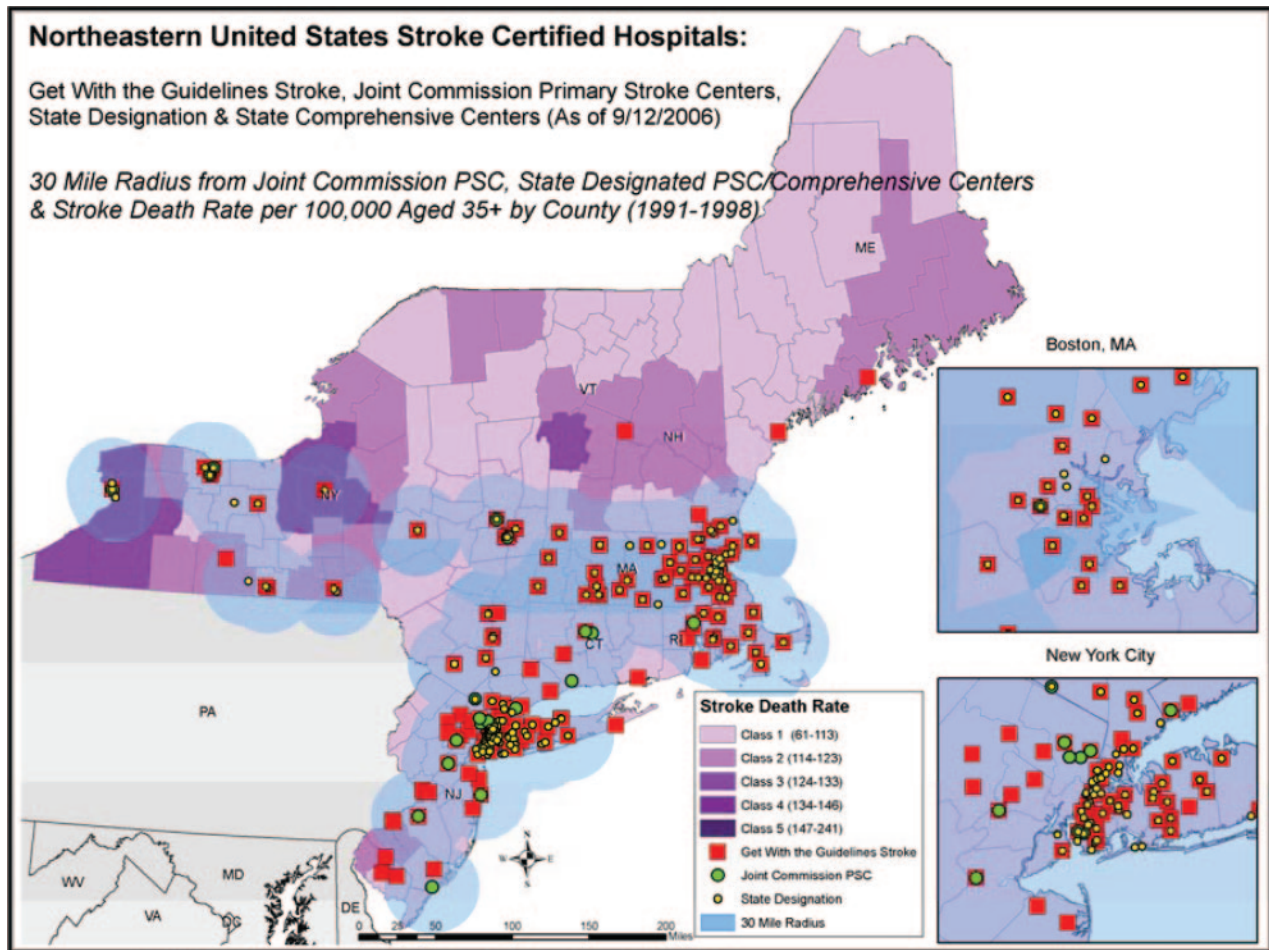 Northeastern United States Stroke Certified Hospitals:
Get With the Guidelines Stroke, Joint Commission Primary Stroke Centers,
State Designation & State Comprehensive Centers (As of 9/12/2006)
30 Mile Radius from Joint Commission PSC, State Designated PSC/Comprehensive Centers
& Stroke Death Rate per 100,000 Aged 35+ by County (1991-1998)
ME
Boston, MA
VT
NH
NY
MA
CT
RI
New York City
PA
NJ
Stroke Death Rate
Class 1 (61-113)
Class 2 (114-123)
Class 3 (124-133)
Class 4 (134-146)
Class 5 (147-241)
Get With the Guidelines Stroke
Joint Commission PSC
State Designation
30 Mile Radius
N
W E
S
WV
MD
VA
DC
DE
0 25 50 100 150 200
Miles